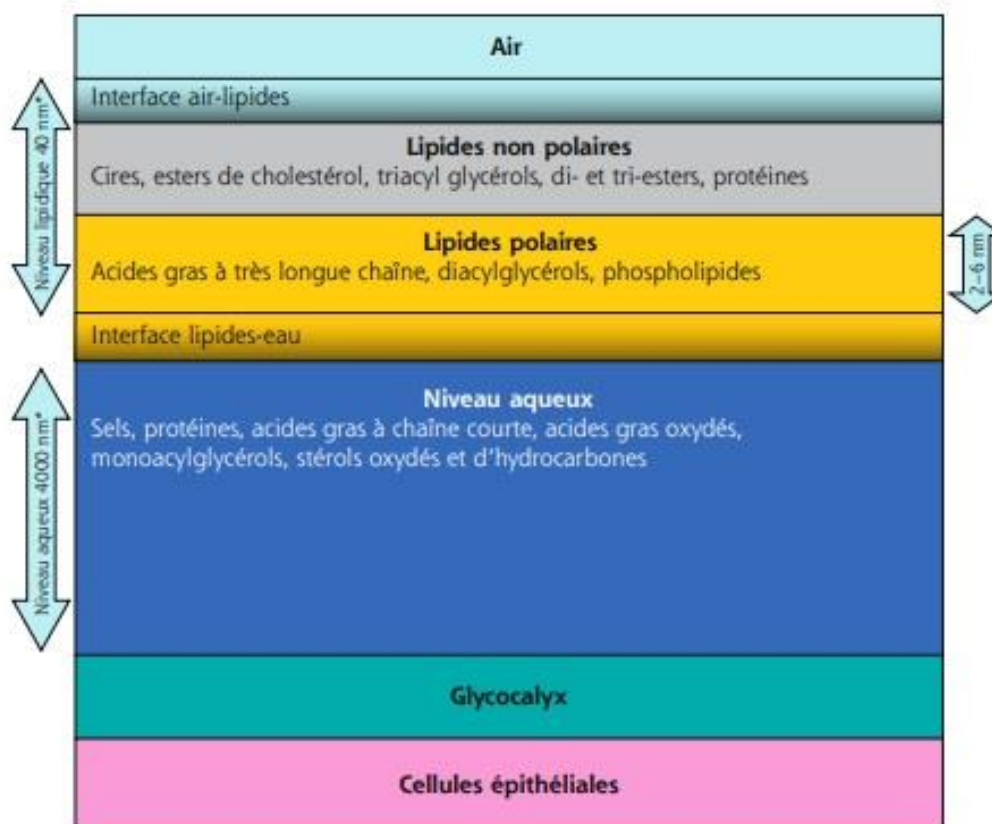 Air
Interface air-lipides
Niveau lipidique 40 nm*
Lipides non polaires
Cires, esters de cholestérol, triacyl glycérols, di- et tri-esters, protéines
Lipides polaires
Acides gras à très longue chaîne, diacylglycérols, phospholipides
2–6 nm
Interface lipides-eau
Niveau aqueux 4000 nm*
Niveau aqueux
Sels, protéines, acides gras à chaîne courte, acides gras oxydés,
monoacylglycérols, stérols oxydés et d'hydrocarbones
Glycocalyx
Cellules épithéliales